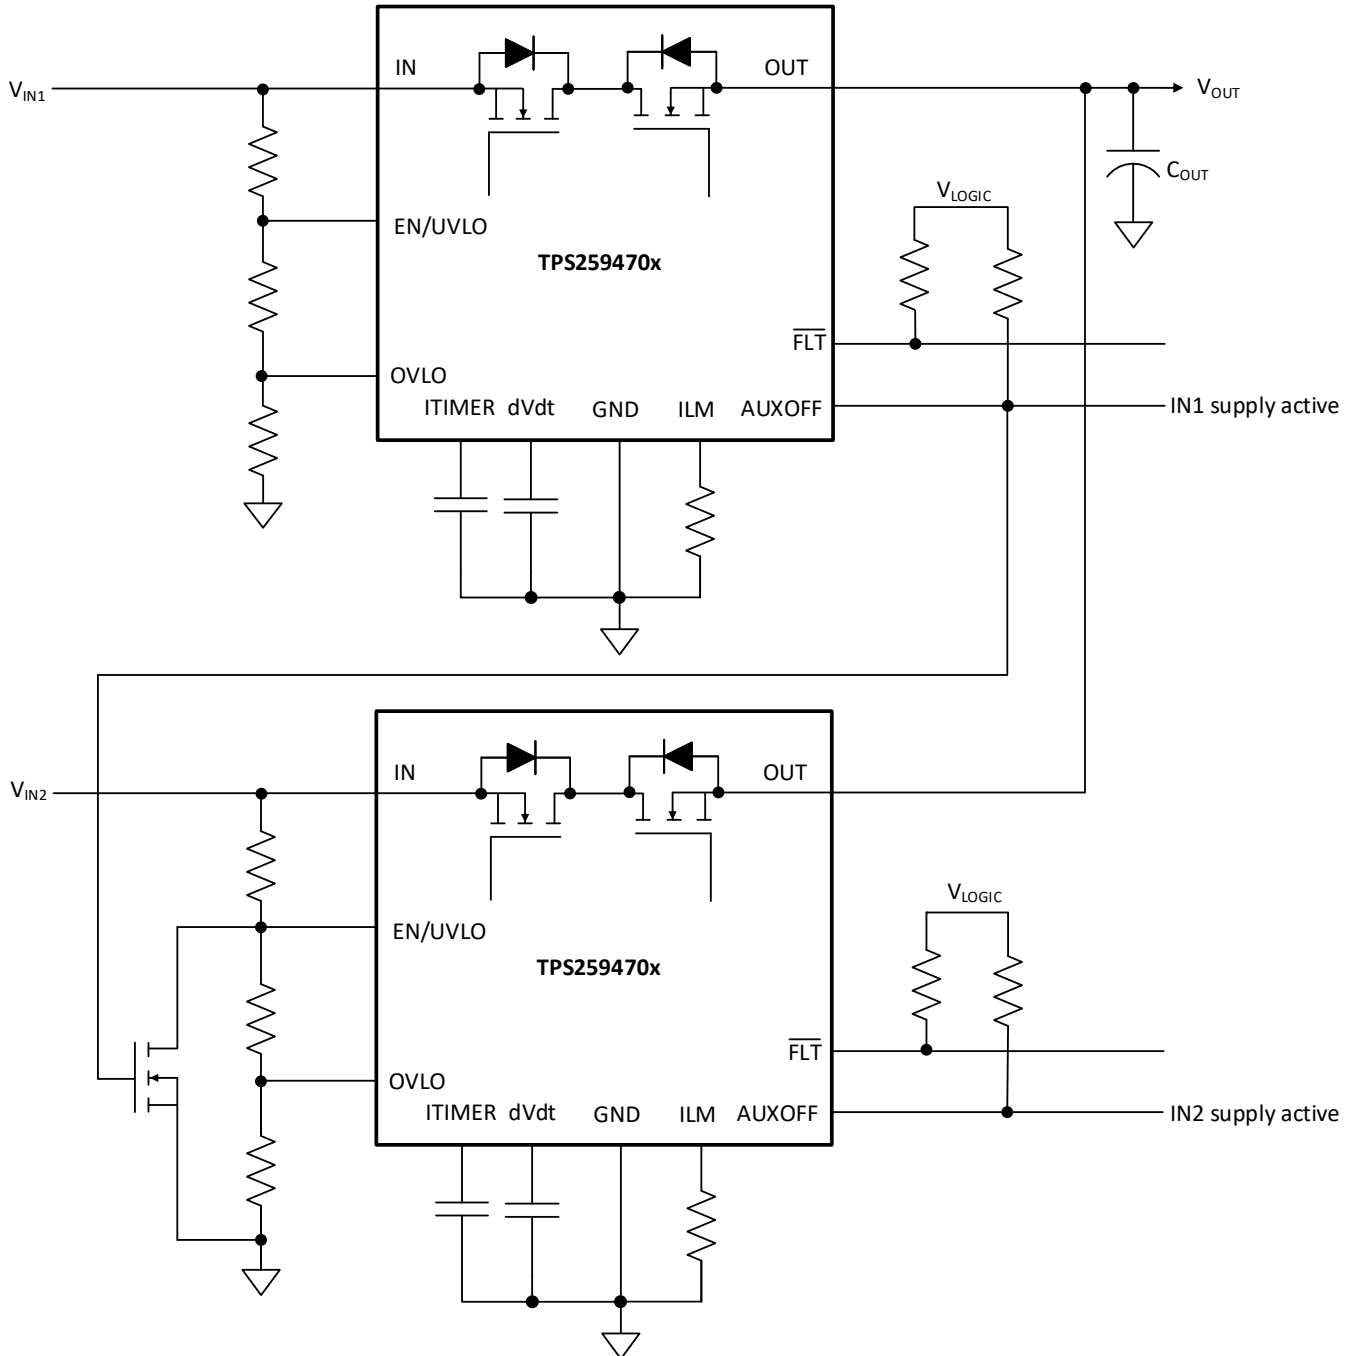 IN
OUT
V_IN1
V_OUT
C_OUT
V_LOGIC
EN/UVLO
TPS259470x
FLT
OVLO
ITIMER dVdt GND ILM AUXOFF
IN1 supply active
IN
OUT
V_IN2
V_LOGIC
EN/UVLO
TPS259470x
FLT
OVLO
ITIMER dVdt GND ILM AUXOFF
IN2 supply active